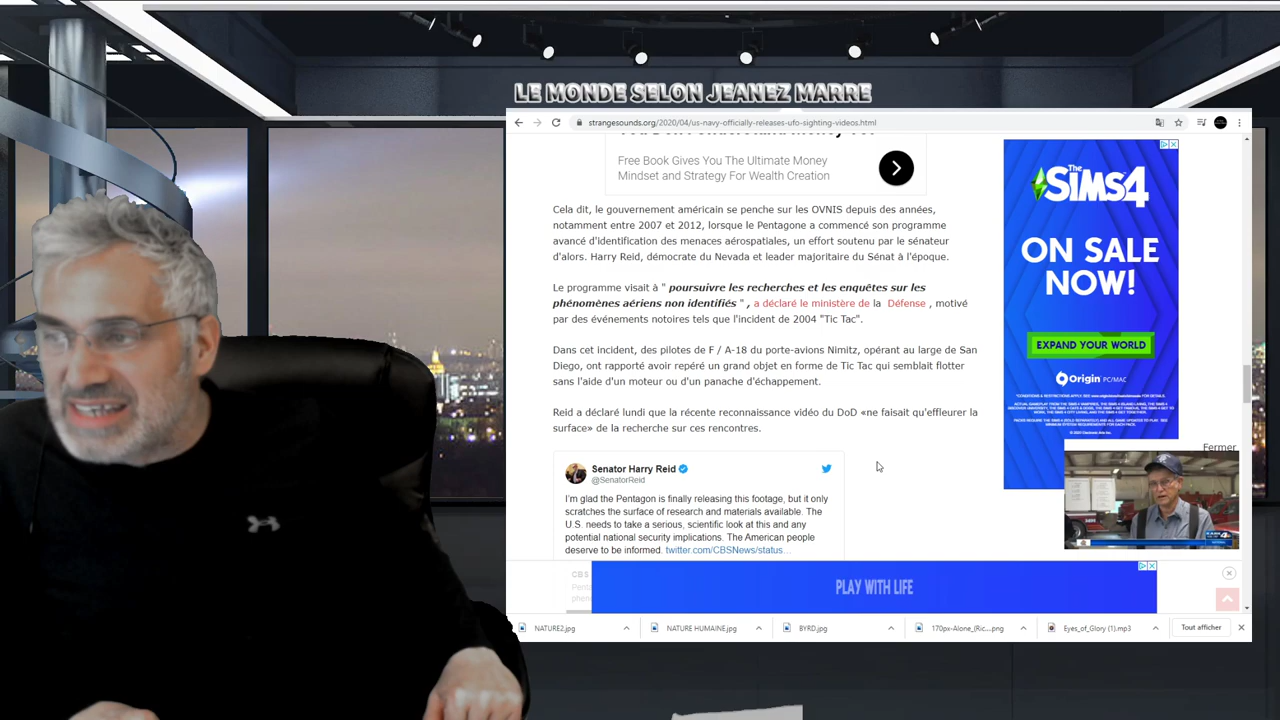 LE MONDE SELON JEANEZ MARRE
strangesounds.org/2020/04/us-navy-officially-releases-ufo-sighting-videos.html
Free Book Gives You The Ultimate Money
Mindset and Strategy For Wealth Creation
Cela dit, le gouvernement américain se penche sur les OVNIS depuis des années,
notamment entre 2007 et 2012, lorsque le Pentagone a commencé son programme
avancé d'identification des menaces aérospatiales, un effort soutenu par le sénateur
d'alors. Harry Reid, démocrate du Nevada et leader majoritaire du Sénat à l'époque.
Le programme visait à " poursuivre les recherches et les enquêtes sur les
phénomènes aériens non identifiés " , a déclaré le ministère de la Défense , motivé
par des événements notoires tels que l'incident de 2004 "Tic Tac".
Dans cet incident, des pilotes de F / A-18 du porte-avions Nimitz, opérant au large de San
Diego, ont rapporté avoir repéré un grand objet en forme de Tic Tac qui semblait flotter
sans l'aide d'un moteur ou d'un panache d'échappement.
Reid a déclaré lundi que la récente reconnaissance vidéo du DoD «ne faisait qu'effleurer la
surface» de la recherche sur ces rencontres.
Senator Harry Reid
@SenatorReid
I'm glad the Pentagon is finally releasing this footage, but it only
scratches the surface of research and materials available. The
U.S. needs to take a serious, scientific look at this and any
potential national security implications. The American people
deserve to be informed. twitter.com/CBSNews/status…
CBS
The
SIMS4
ON SALE
NOW!
EXPAND YOUR WORLD
Origin PC/MAC
Fermer
PLAY WITH LIFE
NATURE2.jpg
NATURE HUMAINE.jpg
BYRD.jpg
170px-Alone_(Ric....png
Eyes_of_Glory (1).mp3
Tout afficher